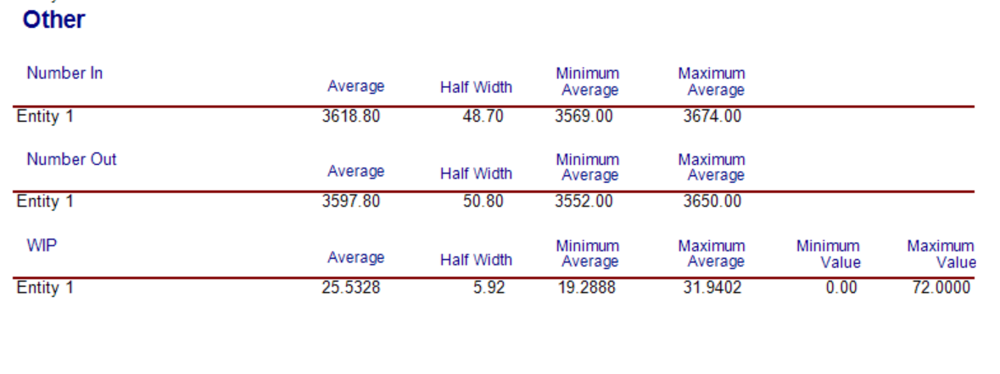 Other
Number In Average Half Width Minimum Average Maximum Average
Entity 1 3618.80 48.70 3569.00 3674.00
Number Out Average Half Width Minimum Average Maximum Average
Entity 1 3597.80 50.80 3552.00 3650.00
WIP Average Half Width Minimum Average Maximum Average Minimum Value Maximum Value
Entity 1 25.5328 5.92 19.2888 31.9402 0.00 72.0000